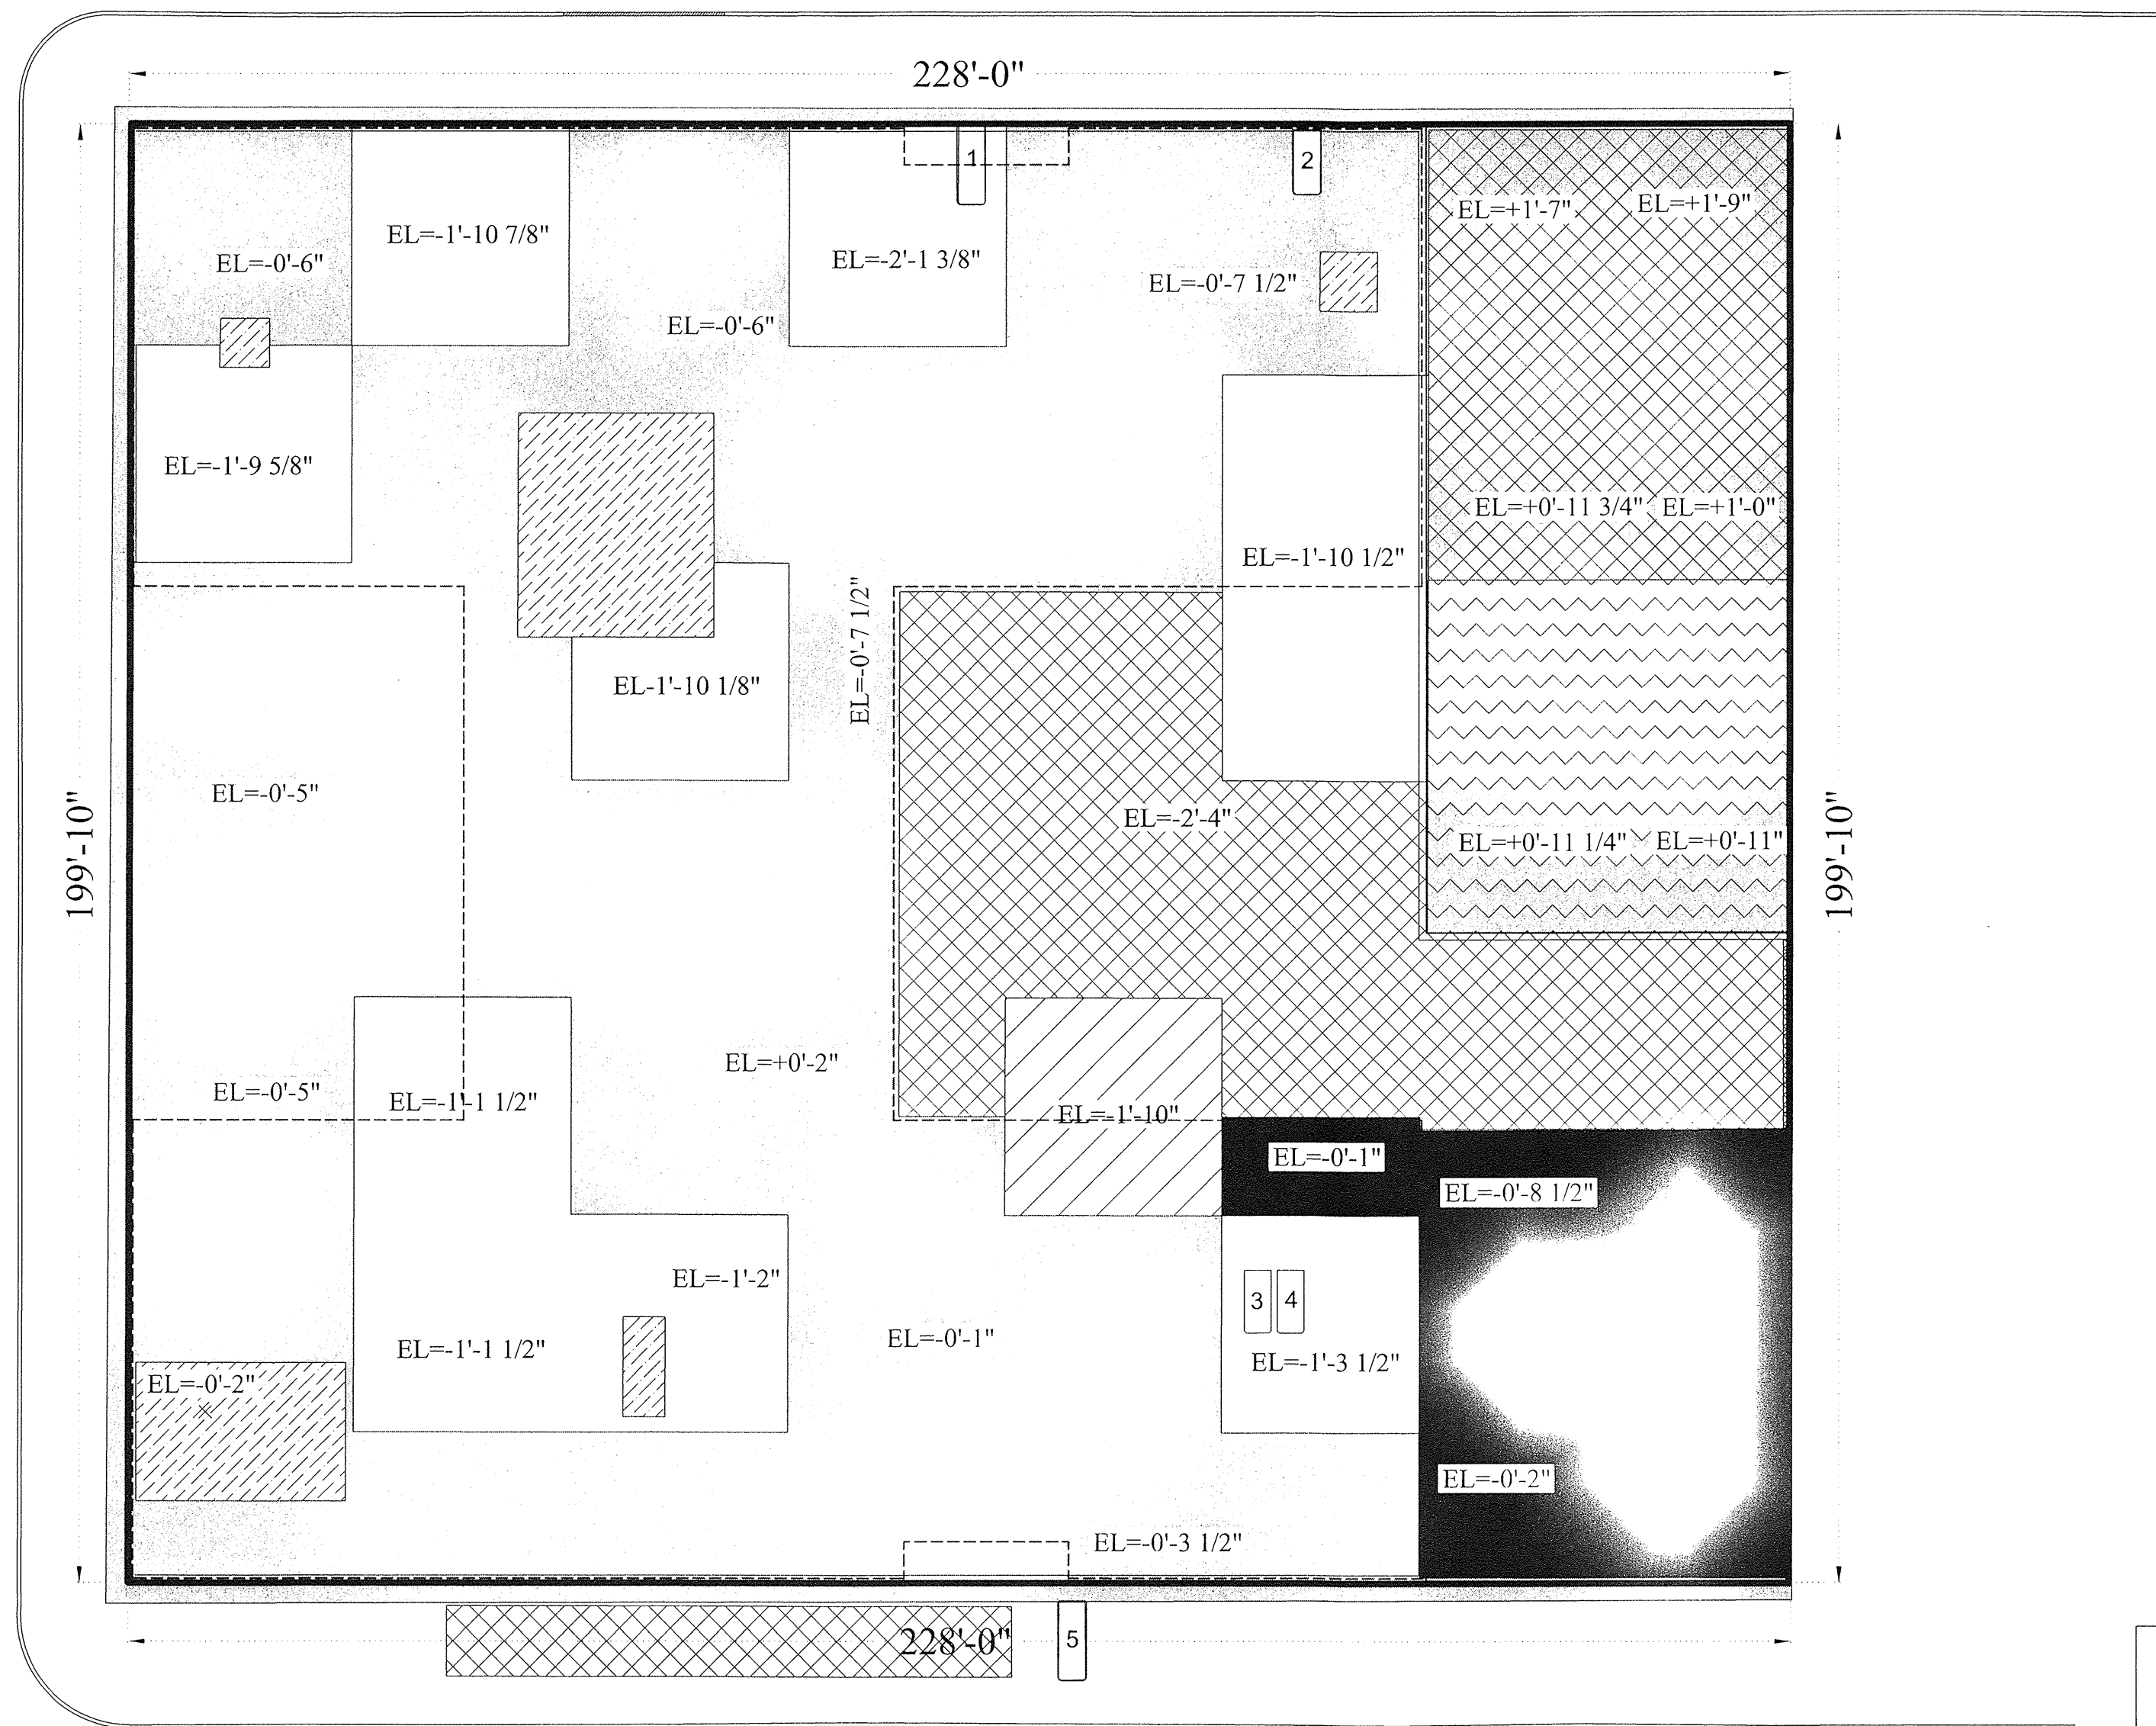 228'-0"
1
2
EL=+1'-7"
EL=+1'-9"
EL=-1'-10 7/8"
EL=-0'-6"
EL=-2'-1 3/8"
EL=-0'-7 1/2"
EL=-0'-6"
EL=-1'-9 5/8"
EL=+0'-11 3/4"
EL=+1'-0"
EL=-1'-10 1/2"
EL=-0'-7 1/2"
EL-1'-10 1/8"
EL=-0'-5"
EL=-2'-4"
199'-10"
EL=+0'-11 1/4"
EL=+0'-11"
199'-10"
EL=+0'-2"
EL=-0'-5"
EL=-1'-1 1/2"
EL=-1'-10"
EL=-0'-1"
EL=-0'-8 1/2"
EL=-1'-2"
3
4
EL=-0'-1"
EL=-1'-1 1/2"
EL=-1'-3 1/2"
EL=-0'-2"
EL=-0'-2"
EL=-0'-3 1/2"
228'-0"
5